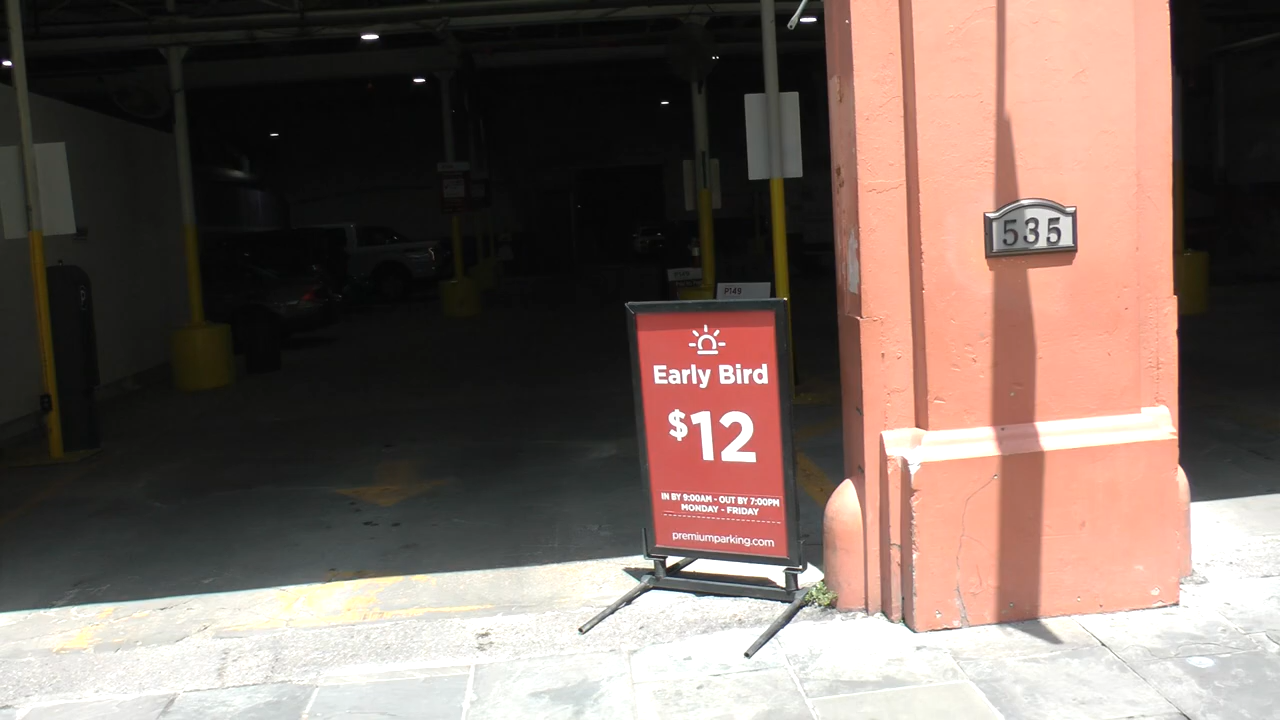 535
P149
Early Bird
$12
IN BY 9:00AM - OUT BY 7:00PM
MONDAY - FRIDAY
premiumparking.com